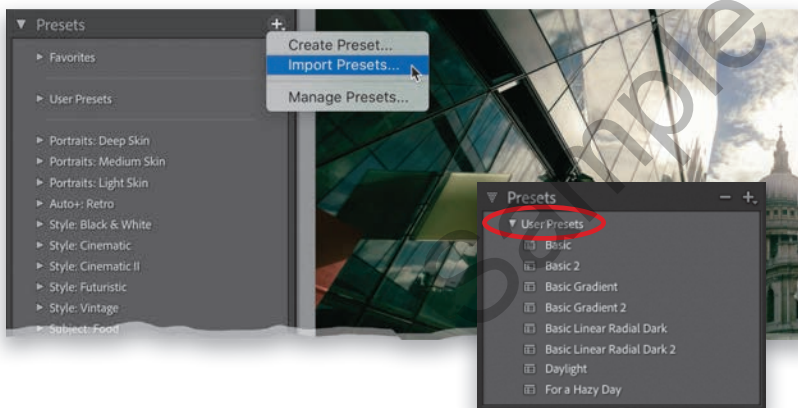 Presets
Favorites
User Presets
Portraits: Deep Skin
Portraits: Medium Skin
Portraits: Light Skin
Auto+: Retro
Style: Black & White
Style: Cinematic
Style: Cinematic II
Style: Futuristic
Style: Vintage
Subject: Food
Create Preset...
Import Presets...
Manage Presets...
Presets
User Presets
Basic
Basic 2
Basic Gradient
Basic Gradient 2
Basic Linear Radial Dark
Basic Linear Radial Dark 2
Daylight
For a Hazy Day
Sample